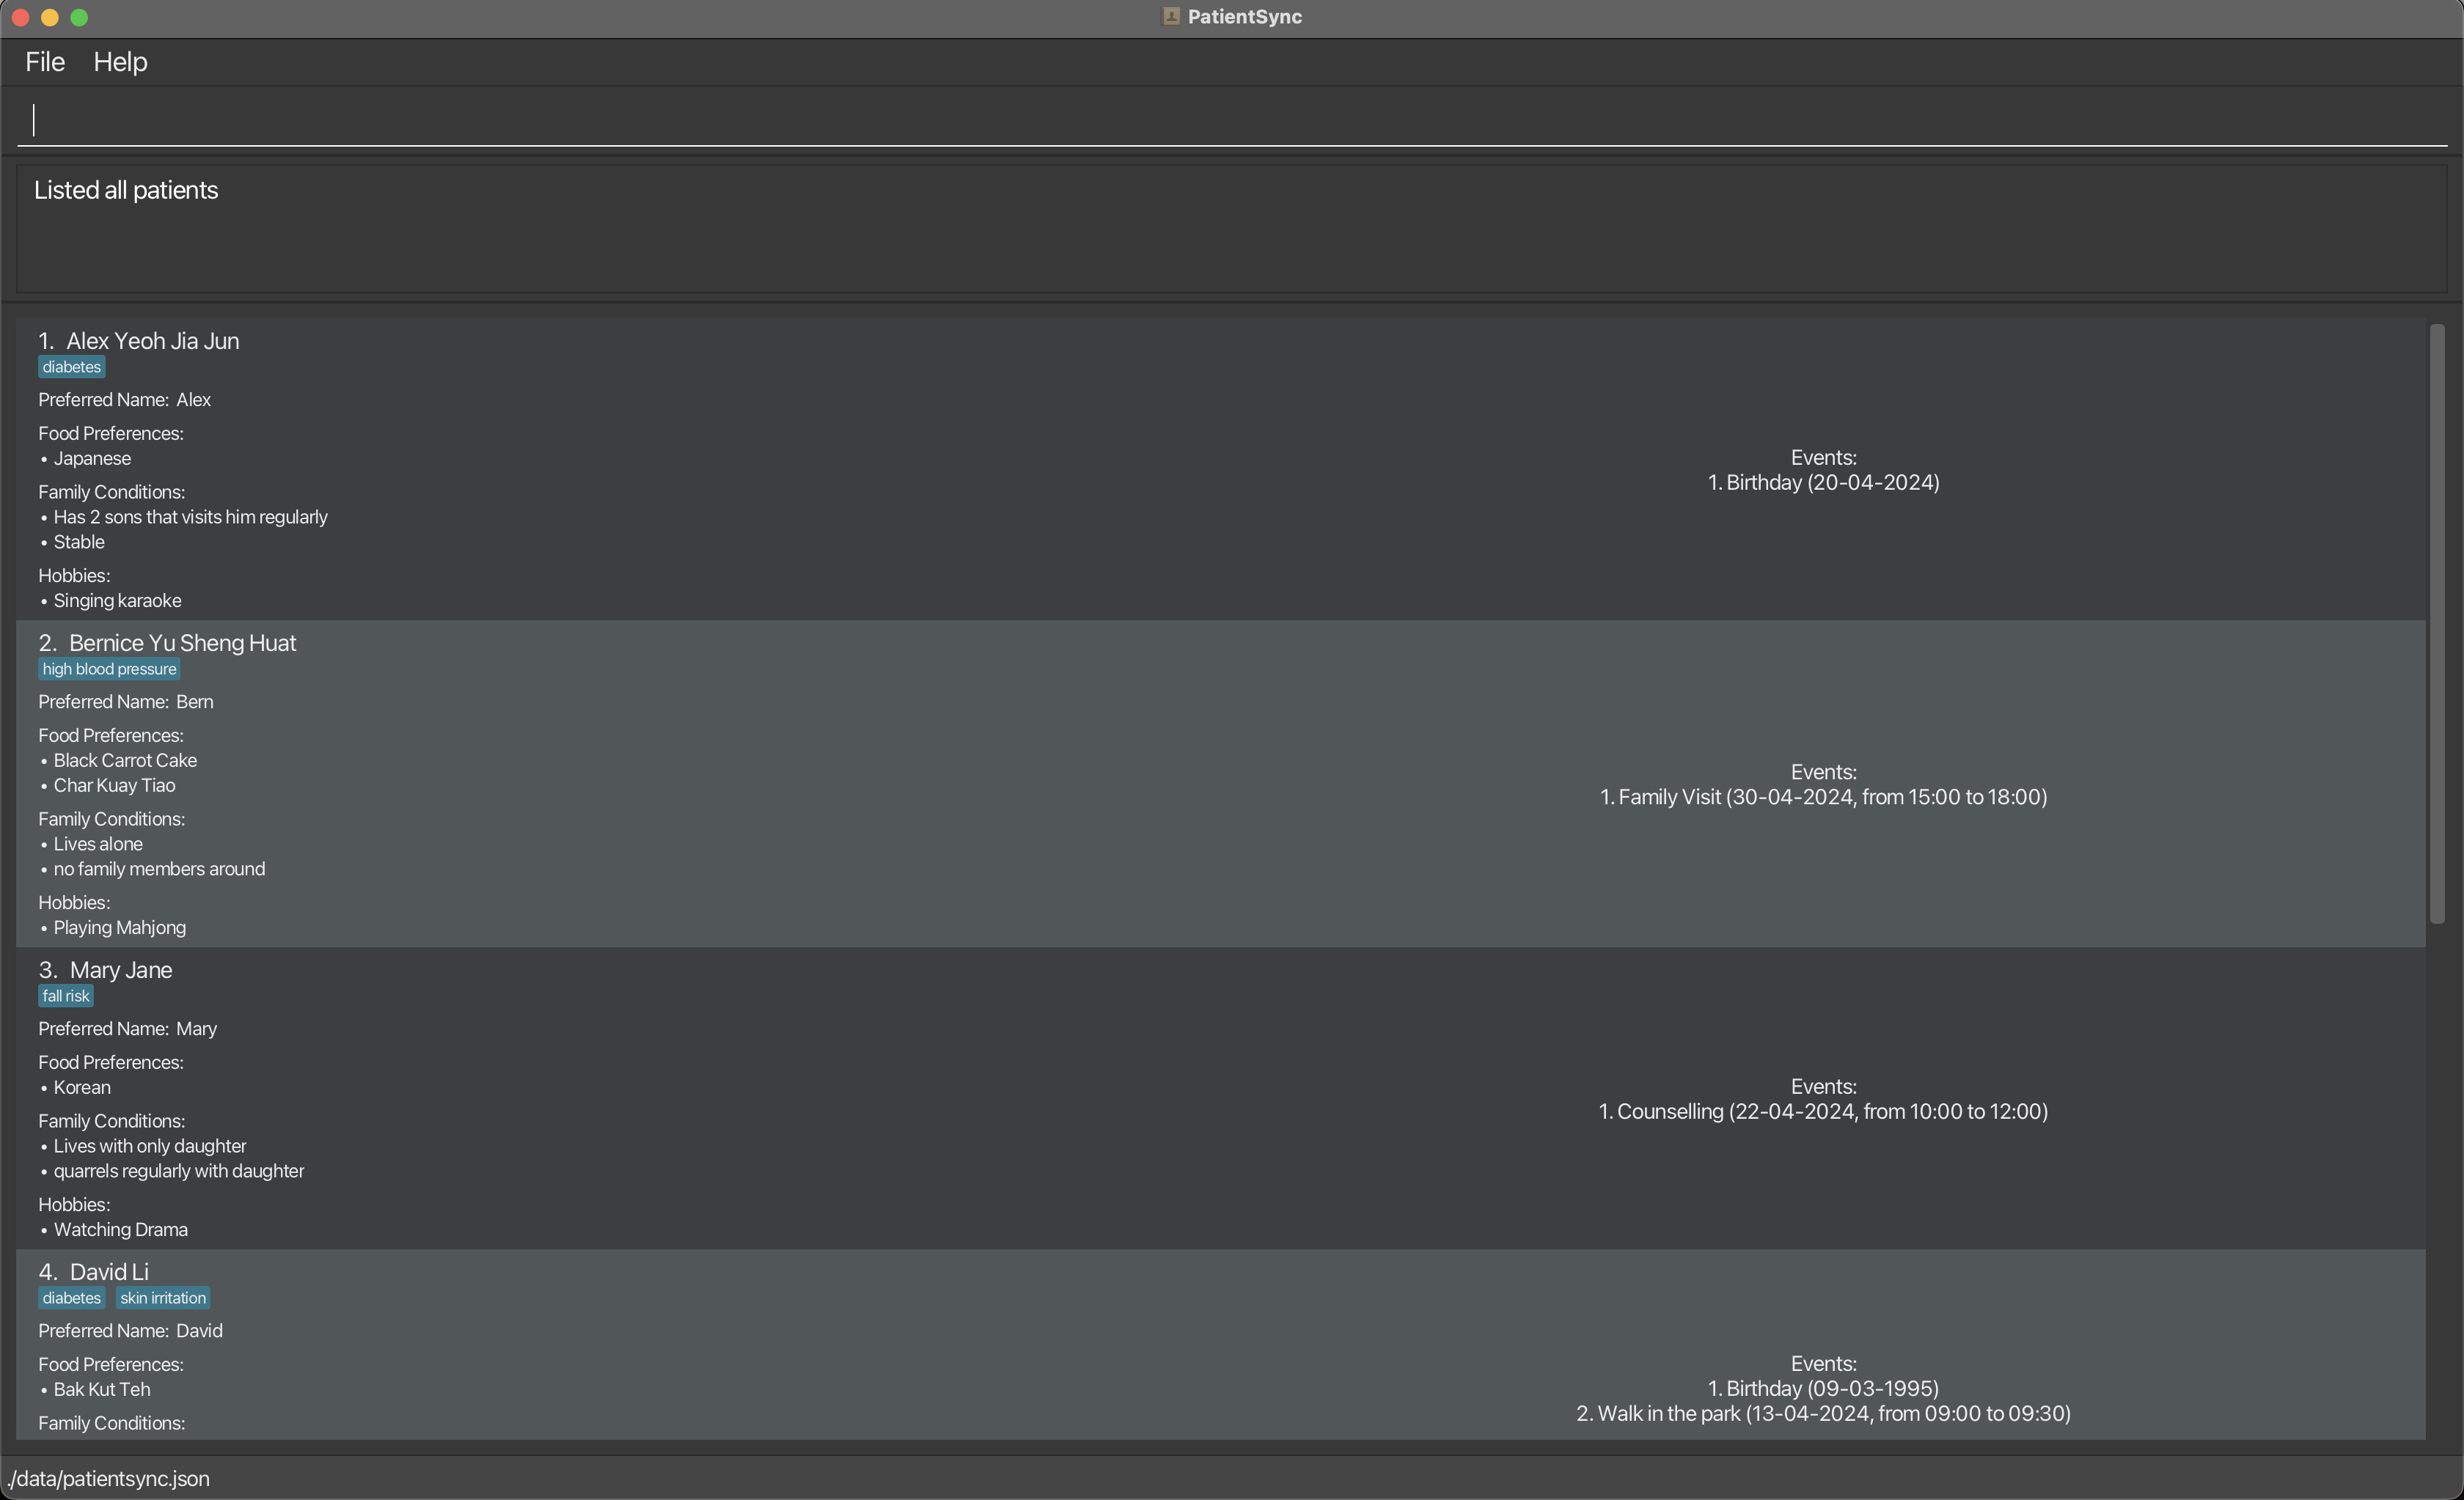 PatientSync
File Help
Listed all patients
1. Alex Yeoh Jia Jun
diabetes
Preferred Name: Alex
Food Preferences:
• Japanese
Family Conditions:
• Has 2 sons that visits him regularly
• Stable
Hobbies:
• Singing karaoke
Events:
1. Birthday (20-04-2024)
2. Bernice Yu Sheng Huat
high blood pressure
Preferred Name: Bern
Food Preferences:
• Black Carrot Cake
• Char Kuay Tiao
Family Conditions:
• Lives alone
• no family members around
Hobbies:
• Playing Mahjong
Events:
1. Family Visit (30-04-2024, from 15:00 to 18:00)
3. Mary Jane
fall risk
Preferred Name: Mary
Food Preferences:
• Korean
Family Conditions:
• Lives with only daughter
• quarrels regularly with daughter
Hobbies:
• Watching Drama
Events:
1. Counselling (22-04-2024, from 10:00 to 12:00)
4. David Li
diabetes skin irritation
Preferred Name: David
Food Preferences:
• Bak Kut Teh
Family Conditions:
Events:
1. Birthday (09-03-1995)
2. Walk in the park (13-04-2024, from 09:00 to 09:30)
./data/patientsync.json